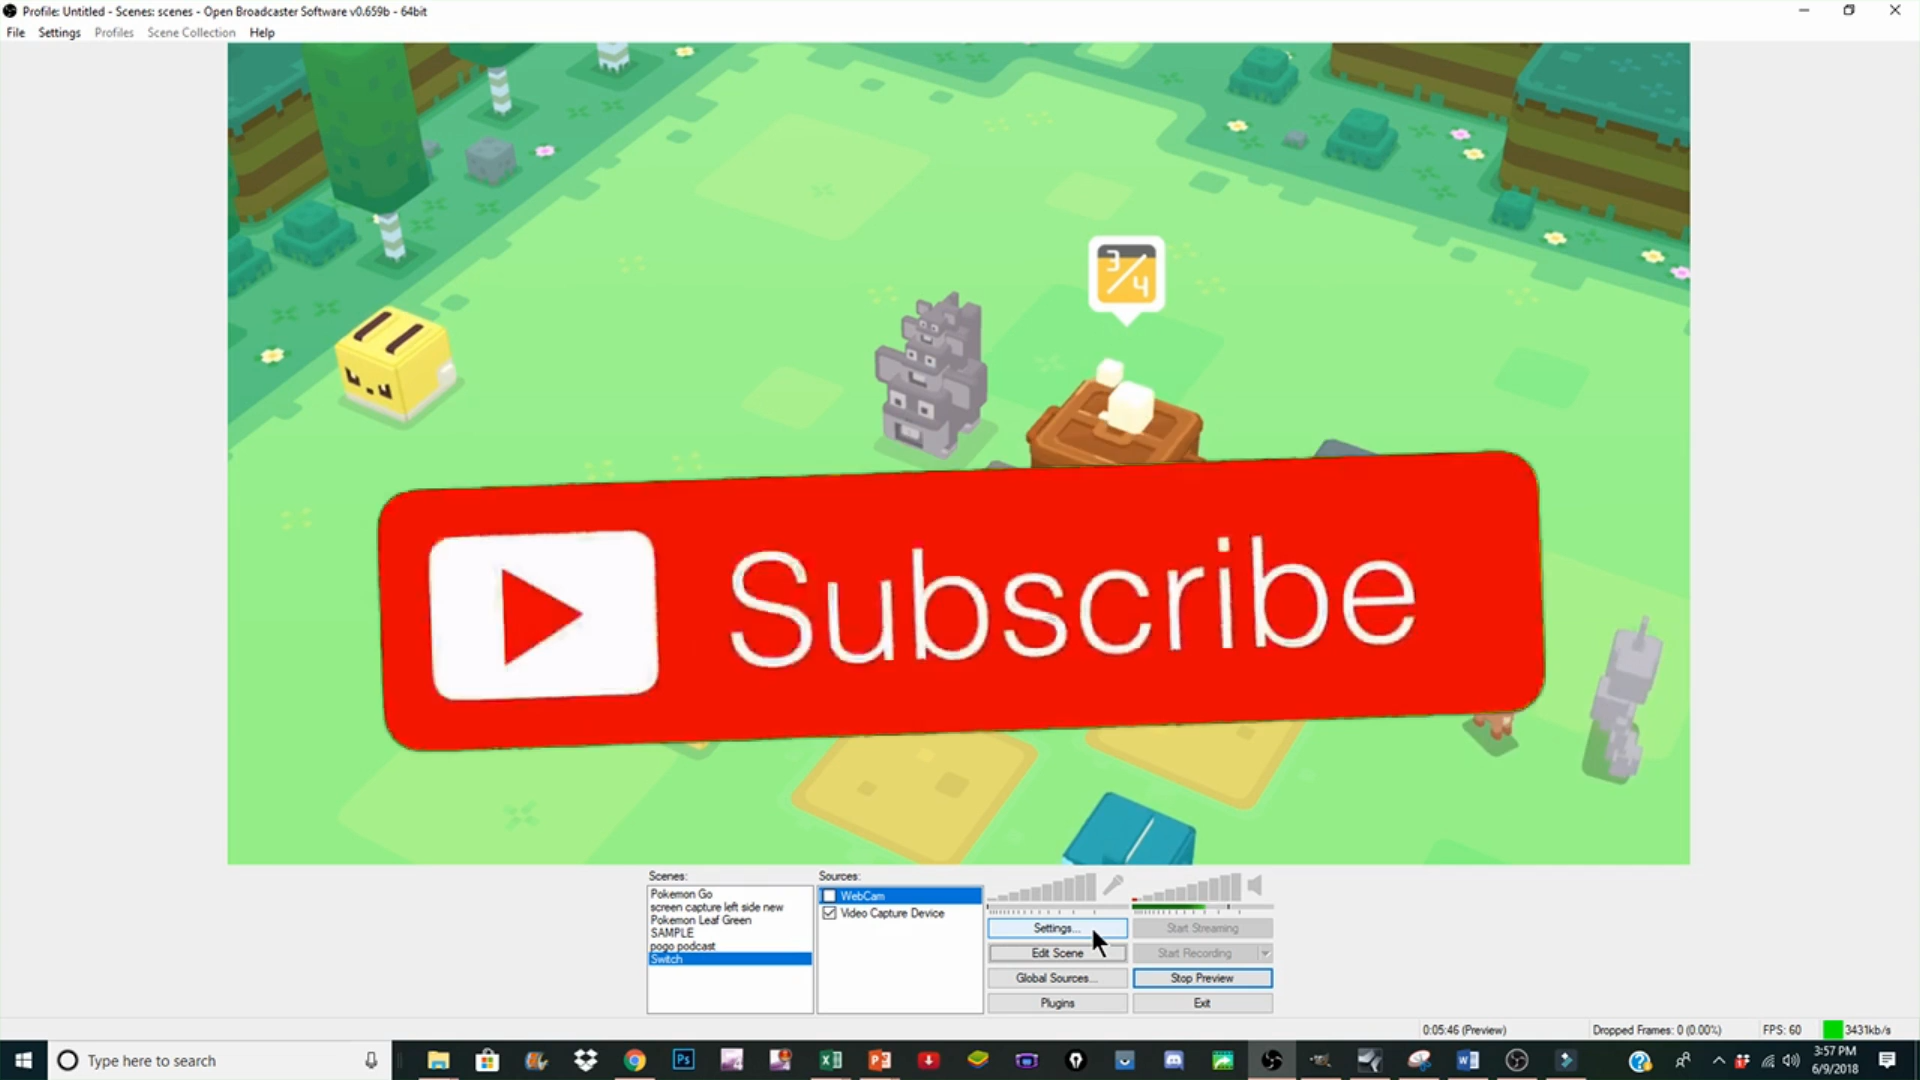 Profile: Untitled - Scenes: scenes - Open Broadcaster Software v0.659b - 64bit
File Settings Profiles Scene Collection Help
3/4
Subscribe
Scenes:
Pokemon Go
screen capture left side new
Pokemon Leaf Green
SAMPLE
pogo podcast
Switch
Sources:
WebCam
Video Capture Device
Settings...
Start Streaming
Edit Scene
Start Recording
Global Sources...
Stop Preview
Plugins
Exit
0:05:46 (Preview)
Dropped Frames: 0 (0.00%)
FPS: 60
3431kb/s
Type here to search
3:57 PM
6/9/2018